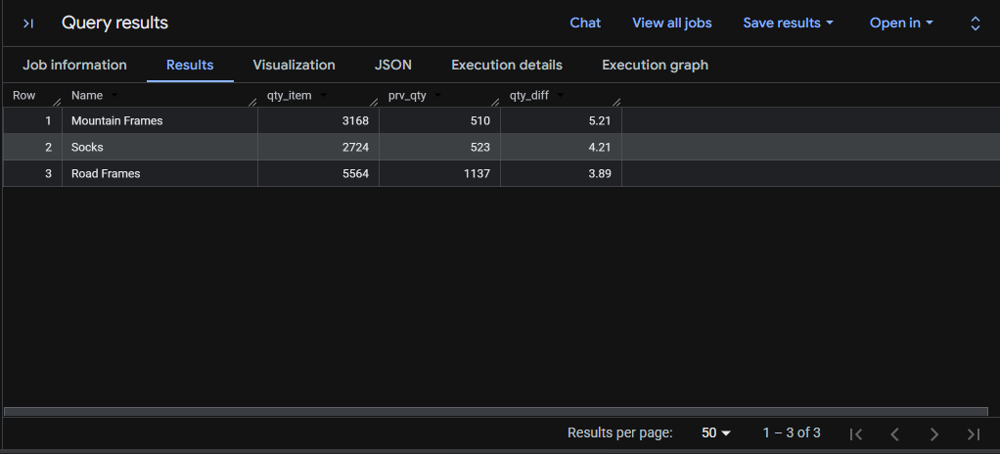 Query results Chat View all jobs Save results Open in
Job information Results Visualization JSON Execution details Execution graph
Row Name qty_item prv_qty qty_diff
1 Mountain Frames 3168 510 5.21
2 Socks 2724 523 4.21
3 Road Frames 5564 1137 3.89
Results per page: 50 1 – 3 of 3